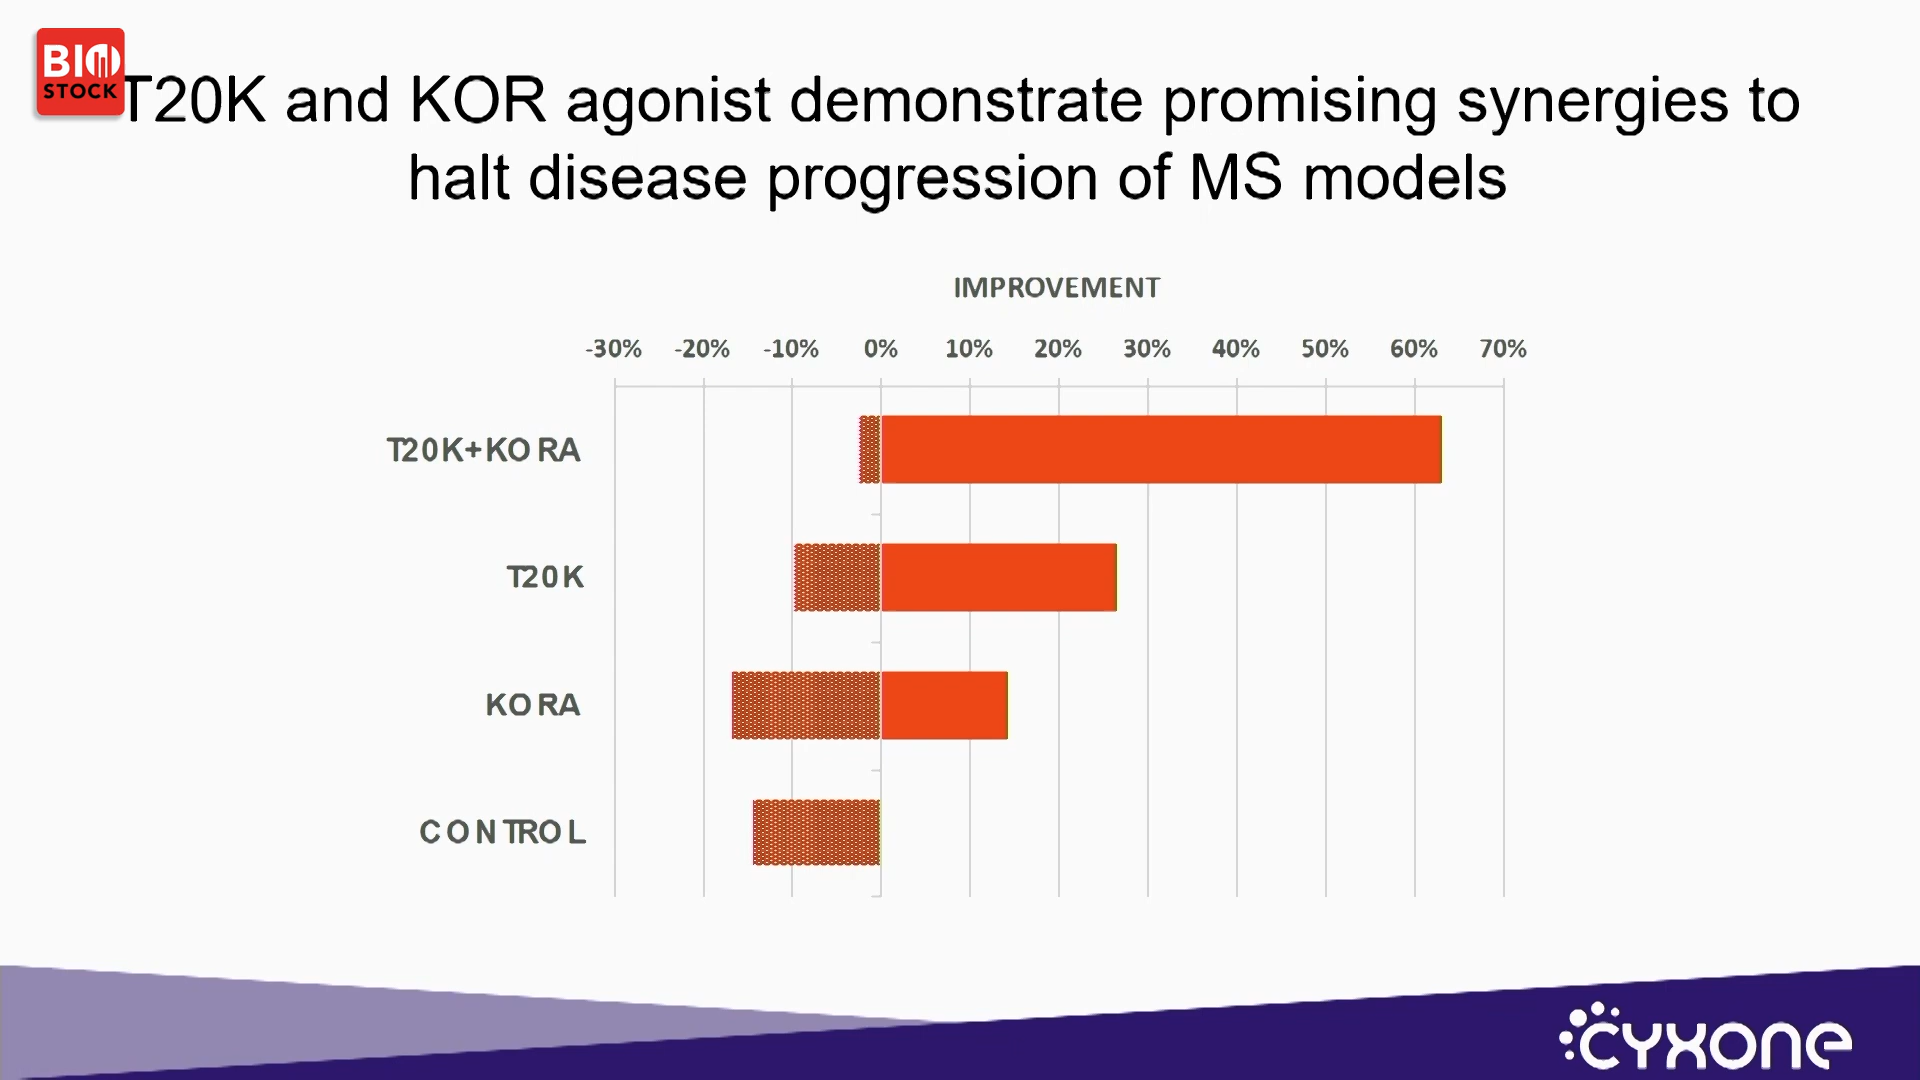 BIO
STOCK
T20K and KOR agonist demonstrate promising synergies to
halt disease progression of MS models
IMPROVEMENT
-30% -20% -10% 0% 10% 20% 30% 40% 50% 60% 70%
T20K+KORA
T20K
KORA
CONTROL
CYXONE